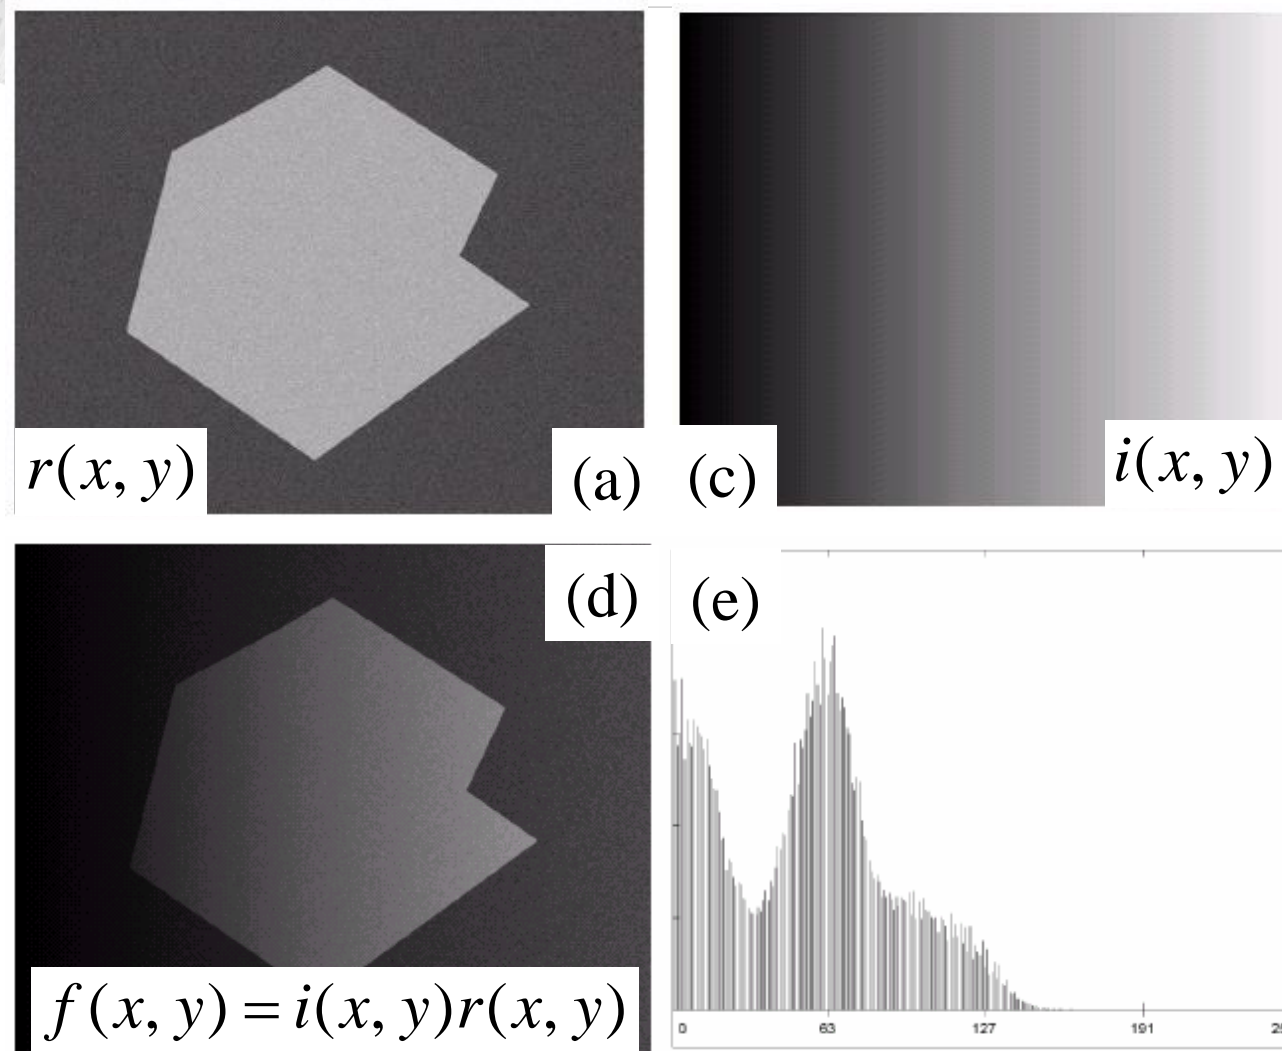 r(x, y)
(a)
(c)
i(x, y)
(d)
(e)
f(x, y) = i(x, y)r(x, y)
0 63 127 191